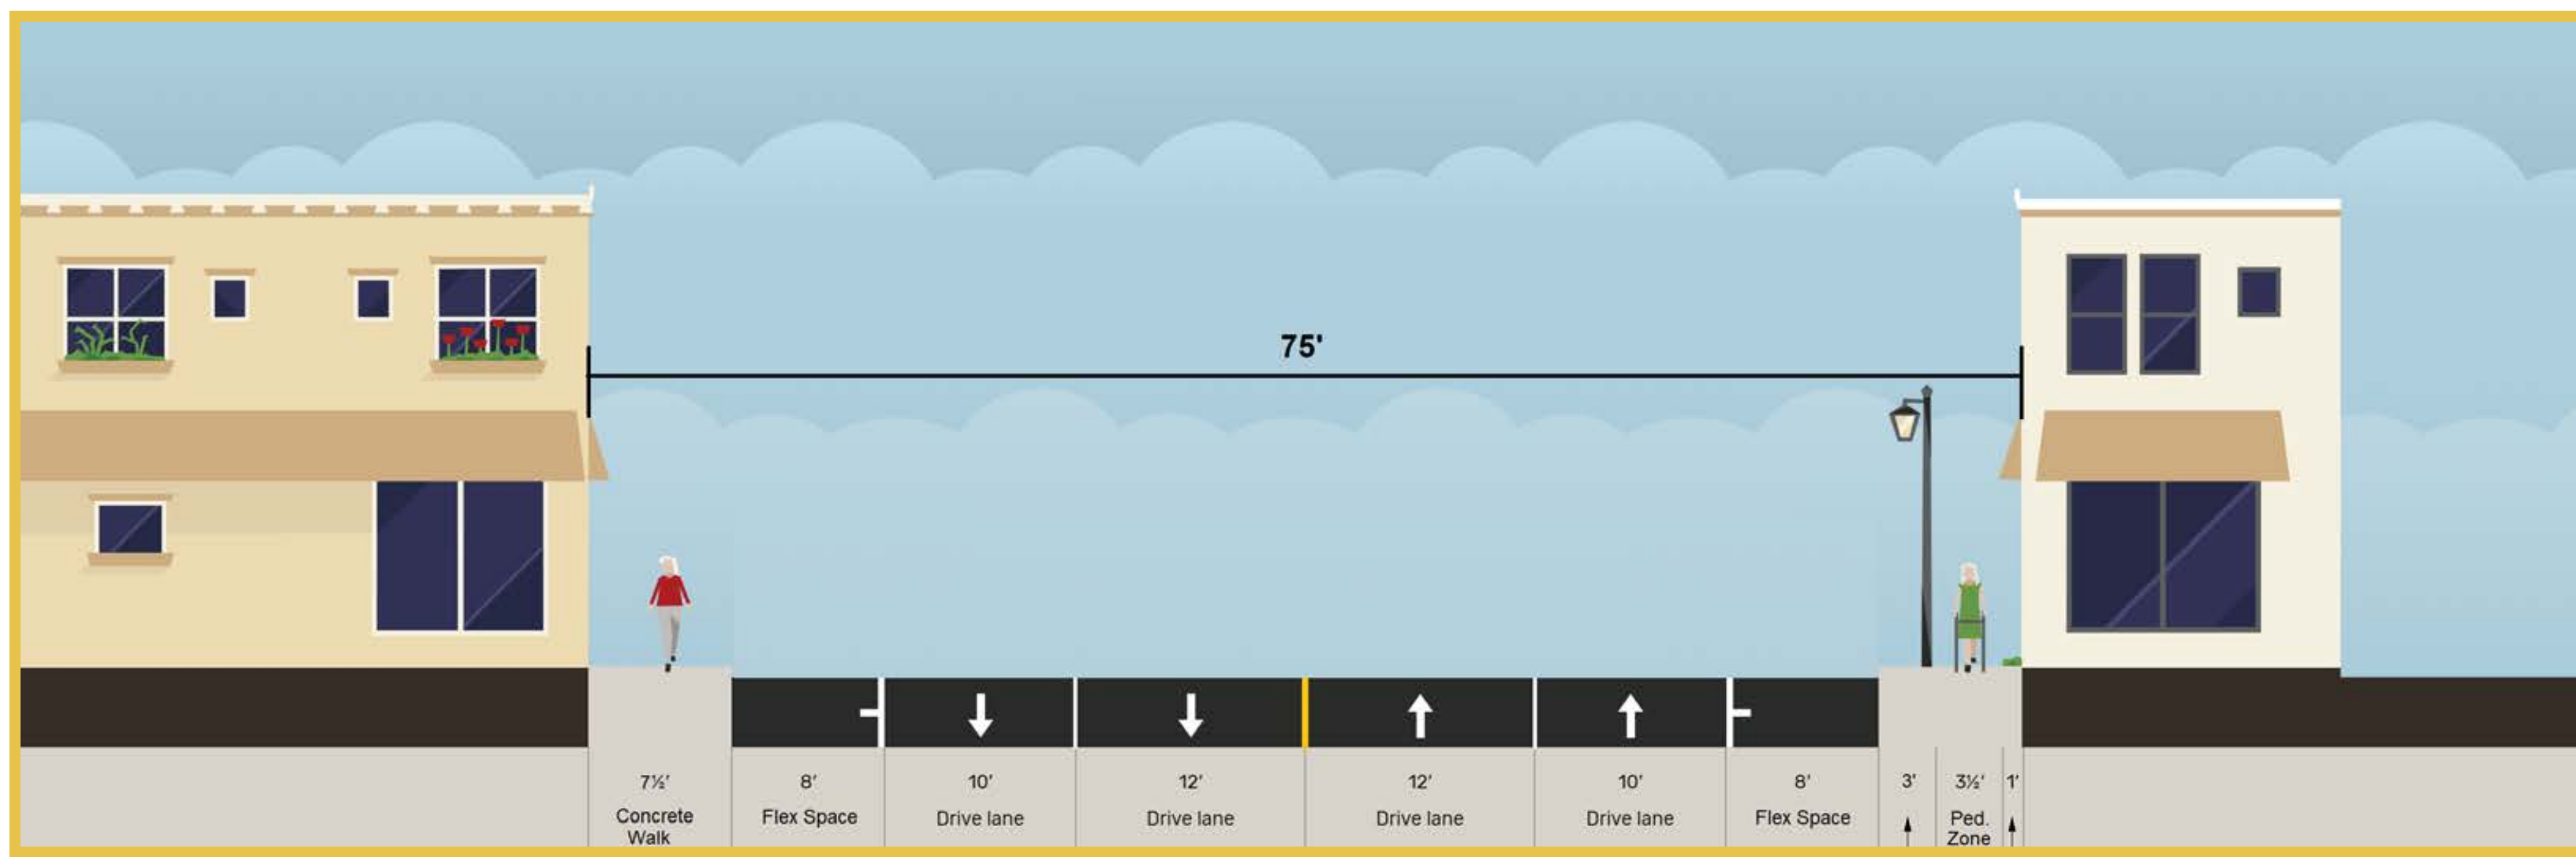 75'
7½' 8' 10' 12' 12' 10' 8' 3' 3½' 1'
Concrete Flex Space Drive lane Drive lane Drive lane Drive lane Flex Space Ped.
Walk Zone